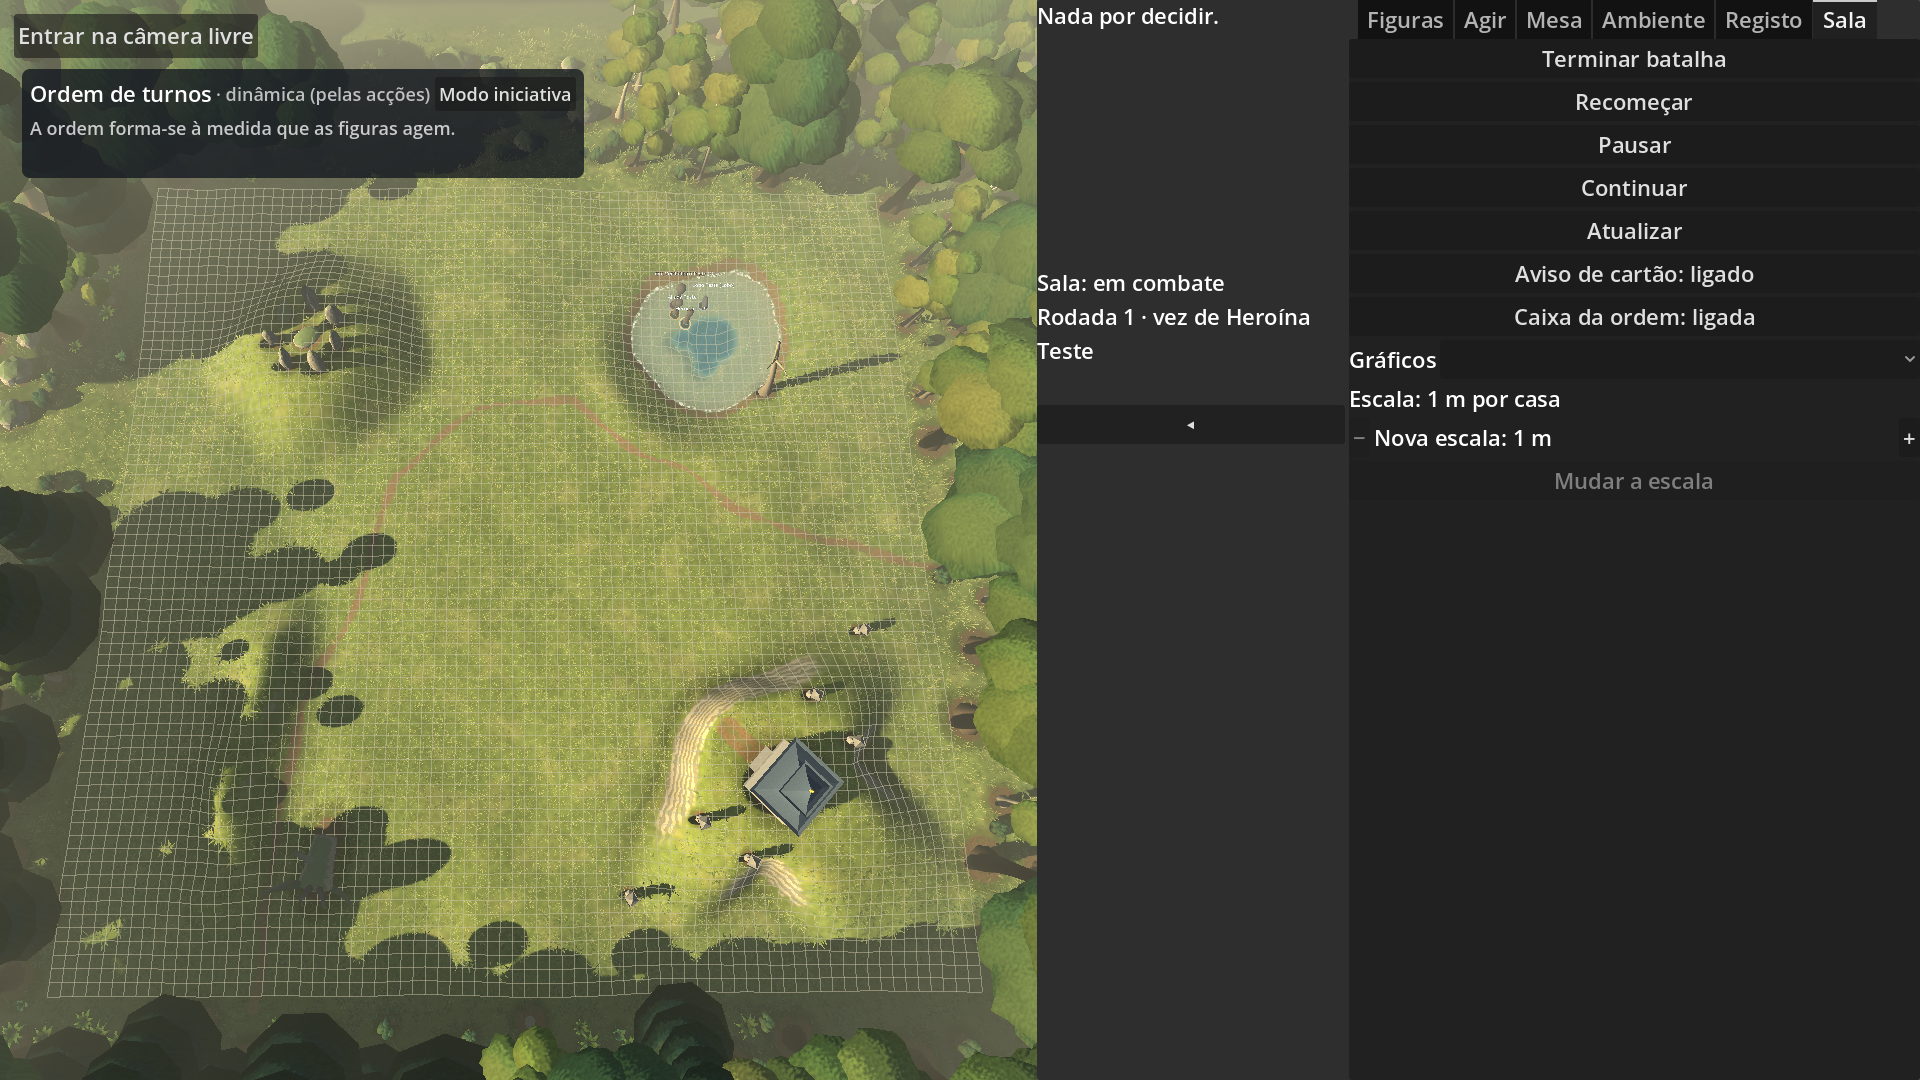 Entrar na câmera livre
Ordem de turnos · dinâmica (pelas acções) Modo iniciativa
A ordem forma-se à medida que as figuras agem.
Nada por decidir.
Sala: em combate
Rodada 1 · vez de Heroína
Teste
Figuras Agir Mesa Ambiente Registo Sala
Terminar batalha
Recomeçar
Pausar
Continuar
Atualizar
Aviso de cartão: ligado
Caixa da ordem: ligada
Gráficos
Escala: 1 m por casa
− Nova escala: 1 m +
Mudar a escala